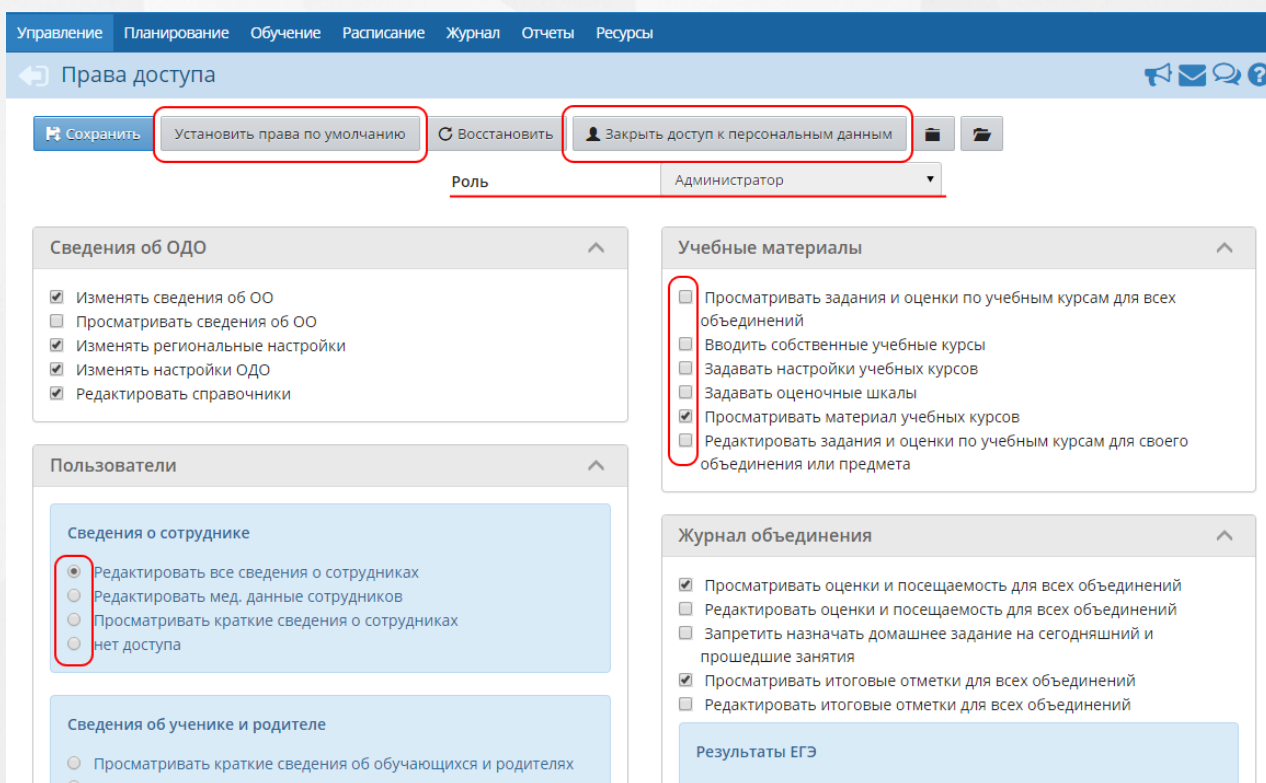 Управление Планирование Обучение Расписание Журнал Отчеты Ресурсы
Права доступа
Сохранить Установить права по умолчанию Восстановить Закрыть доступ к персональным данным
Роль Администратор
Сведения об ОДО
Изменять сведения об ОО
Просматривать сведения об ОО
Изменять региональные настройки
Изменять настройки ОДО
Редактировать справочники
Пользователи
Сведения о сотруднике
Редактировать все сведения о сотрудниках
Редактировать мед. данные сотрудников
Просматривать краткие сведения о сотрудниках
нет доступа
Сведения об ученике и родителе
Просматривать краткие сведения об обучающихся и родителях
Учебные материалы
Просматривать задания и оценки по учебным курсам для всех
объединений
Вводить собственные учебные курсы
Задавать настройки учебных курсов
Задавать оценочные шкалы
Просматривать материал учебных курсов
Редактировать задания и оценки по учебным курсам для своего
объединения или предмета
Журнал объединения
Просматривать оценки и посещаемость для всех объединений
Редактировать оценки и посещаемость для всех объединений
Запретить назначать домашнее задание на сегодняшний и
прошедшие занятия
Просматривать итоговые отметки для всех объединений
Редактировать итоговые отметки для всех объединений
Результаты ЕГЭ